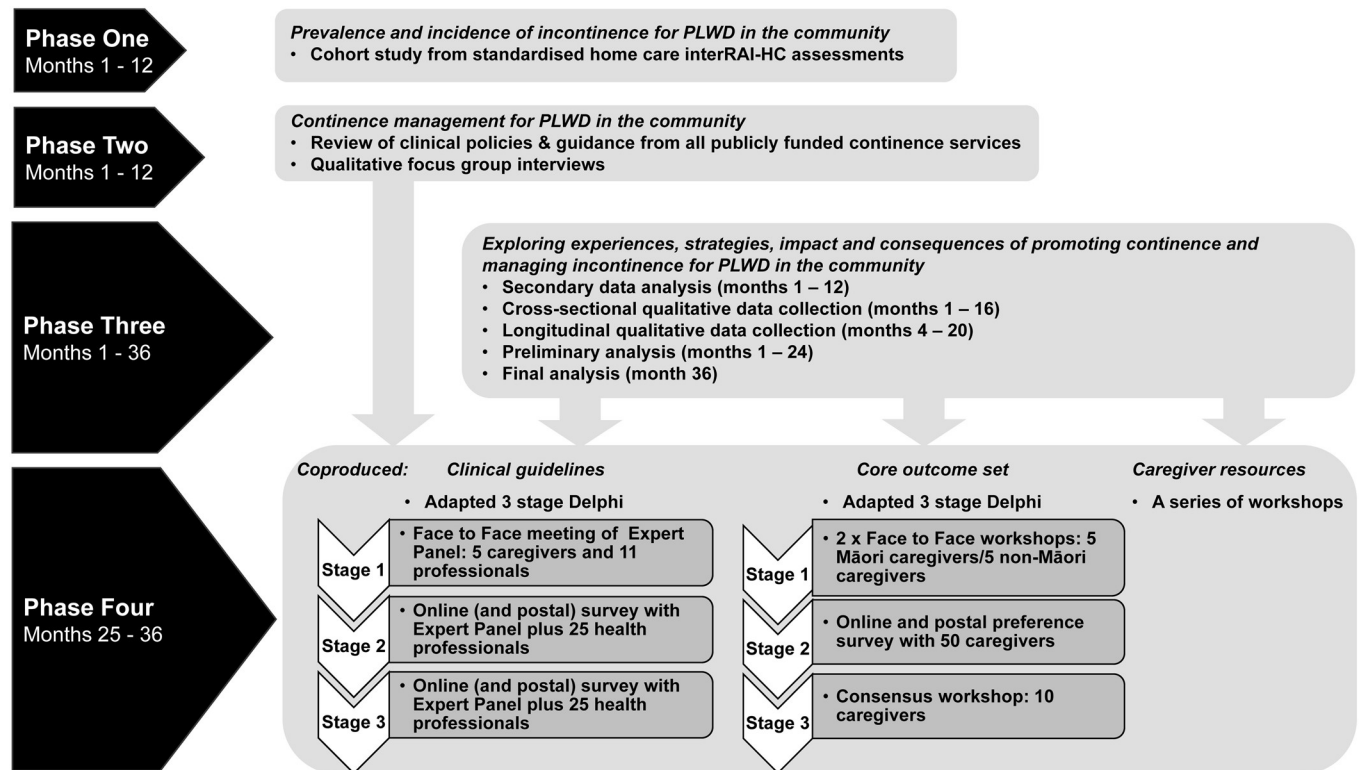 Phase One
Months 1 - 12
Prevalence and incidence of incontinence for PLWD in the community
• Cohort study from standardised home care interRAI-HC assessments
Phase Two
Months 1 - 12
Continence management for PLWD in the community
• Review of clinical policies & guidance from all publicly funded continence services
• Qualitative focus group interviews
Phase Three
Months 1 - 36
Exploring experiences, strategies, impact and consequences of promoting continence and
managing incontinence for PLWD in the community
• Secondary data analysis (months 1 – 12)
• Cross-sectional qualitative data collection (months 1 – 16)
• Longitudinal qualitative data collection (months 4 – 20)
• Preliminary analysis (months 1 – 24)
• Final analysis (month 36)
Phase Four
Months 25 - 36
Coproduced:
Clinical guidelines
• Adapted 3 stage Delphi
Stage 1
• Face to Face meeting of Expert
Panel: 5 caregivers and 11
professionals
Stage 2
• Online (and postal) survey with
Expert Panel plus 25 health
professionals
Stage 3
• Online (and postal) survey with
Expert Panel plus 25 health
professionals
Core outcome set
• Adapted 3 stage Delphi
Stage 1
• 2 x Face to Face workshops: 5
Māori caregivers/5 non-Māori
caregivers
Stage 2
• Online and postal preference
survey with 50 caregivers
Stage 3
• Consensus workshop: 10
caregivers
Caregiver resources
• A series of workshops